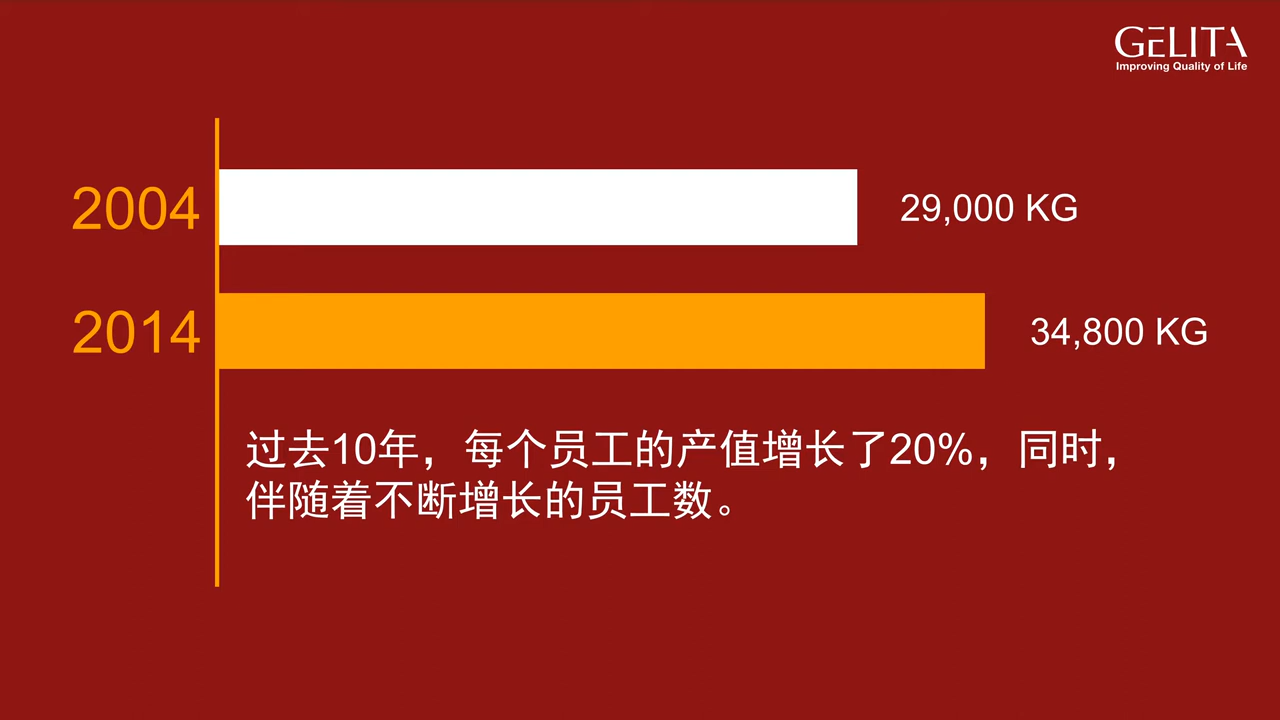 GELITA
Improving Quality of Life
2004
29,000 KG
2014
34,800 KG
过去10年，每个员工的产值增长了20%，同时，
伴随着不断增长的员工数。